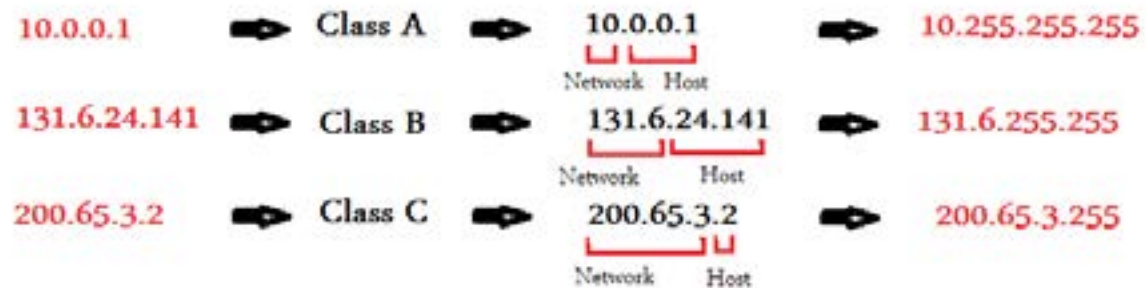 10.0.0.1 Class A 10.0.0.1 10.255.255.255
Network Host
131.6.24.141 Class B 131.6.24.141 131.6.255.255
Network Host
200.65.3.2 Class C 200.65.3.2 200.65.3.255
Network Host